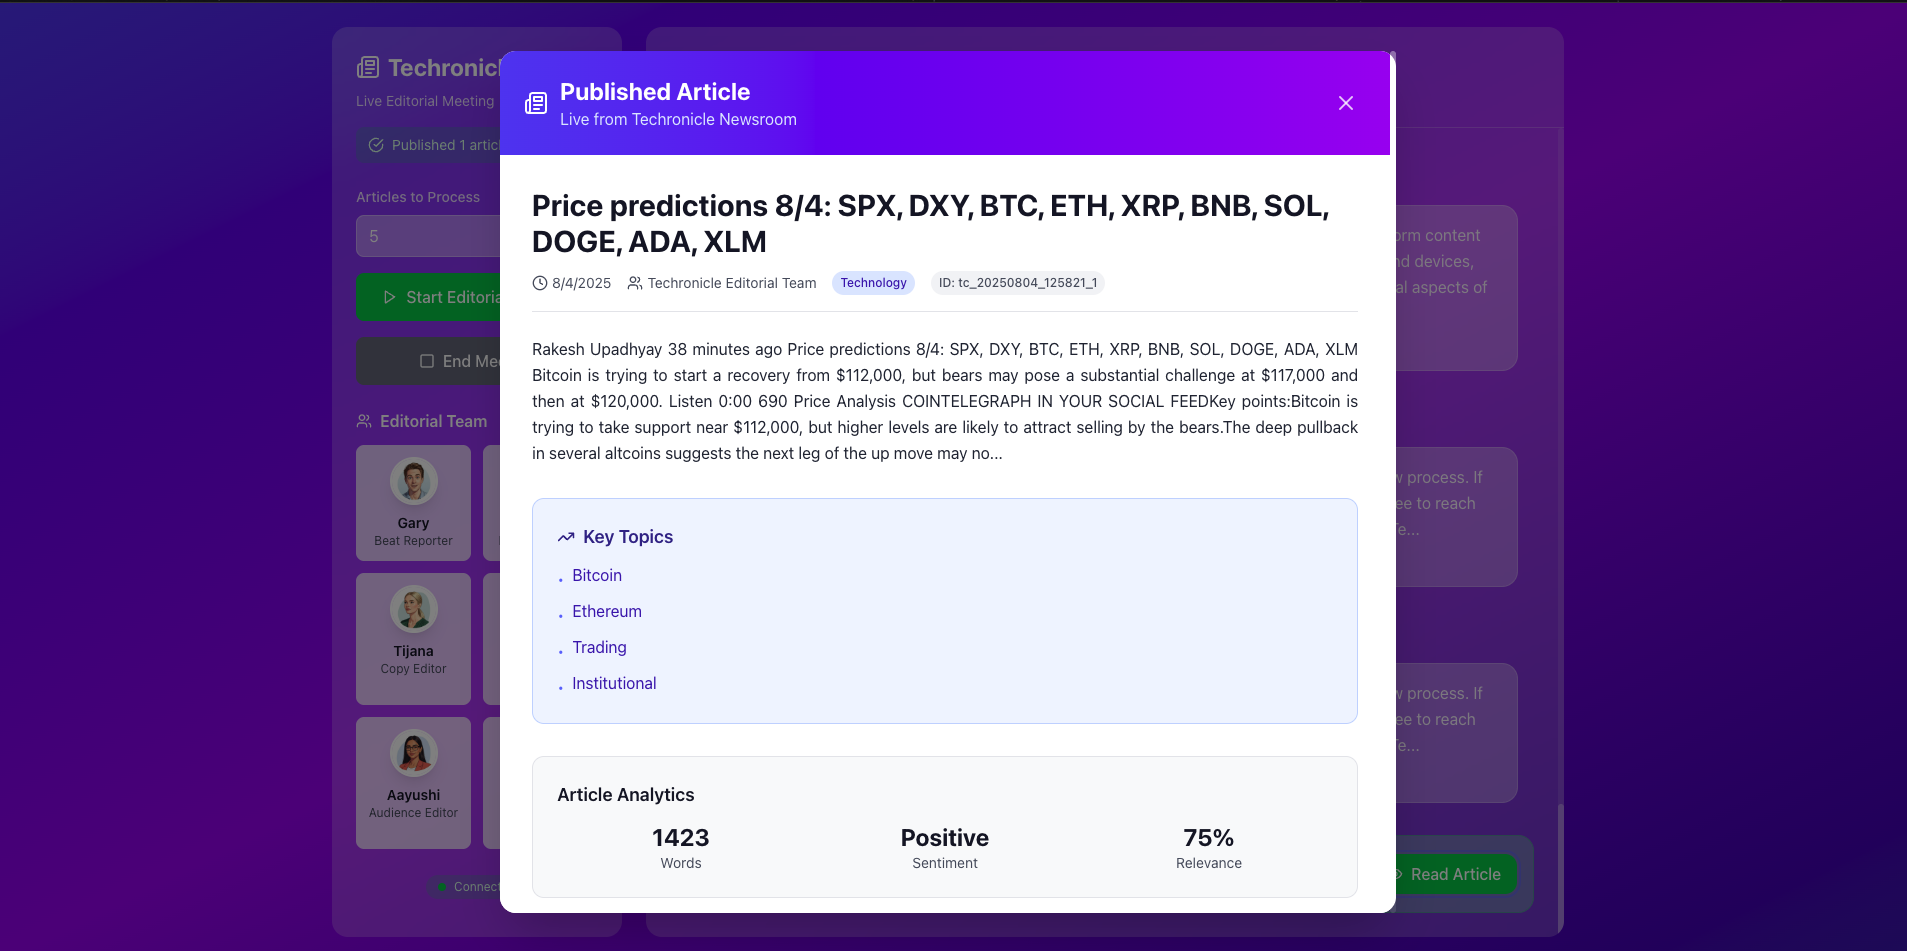 Techronicl
Live Editorial Meeting
Published 1 artic
Articles to Process
5
Start Editoria
End Mee
Editorial Team
Gary
Beat Reporter
Tijana
Copy Editor
Aayushi
Audience Editor
Connect
Published Article
Live from Techronicle Newsroom
Price predictions 8/4: SPX, DXY, BTC, ETH, XRP, BNB, SOL,
DOGE, ADA, XLM
8/4/2025 Techronicle Editorial Team Technology ID: tc_20250804_125821_1
Rakesh Upadhyay 38 minutes ago Price predictions 8/4: SPX, DXY, BTC, ETH, XRP, BNB, SOL, DOGE, ADA, XLM
Bitcoin is trying to start a recovery from $112,000, but bears may pose a substantial challenge at $117,000 and
then at $120,000. Listen 0:00 690 Price Analysis COINTELEGRAPH IN YOUR SOCIAL FEEDKey points:Bitcoin is
trying to take support near $112,000, but higher levels are likely to attract selling by the bears.The deep pullback
in several altcoins suggests the next leg of the up move may no...
Key Topics
Bitcoin
Ethereum
Trading
Institutional
Article Analytics
1423 Positive 75%
Words Sentiment Relevance
orm content
nd devices,
al aspects of
w process. If
ee to reach
Te...
w process. If
ee to reach
Te...
Read Article